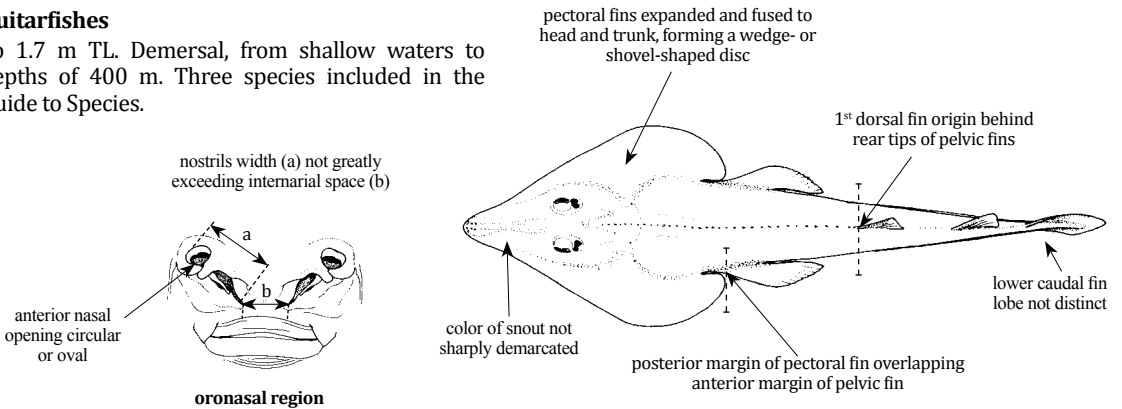 uitarfishes
o 1.7 m TL. Demersal, from shallow waters to
epths of 400 m. Three species included in the
uide to Species.
pectoral fins expanded and fused to
head and trunk, forming a wedge- or
shovel-shaped disc
1st dorsal fin origin behind
rear tips of pelvic fins
nostrils width (a) not greatly
exceeding internarial space (b)
a
b
anterior nasal
opening circular
or oval
color of snout not
sharply demarcated
lower caudal fin
lobe not distinct
posterior margin of pectoral fin overlapping
anterior margin of pelvic fin
oronasal region